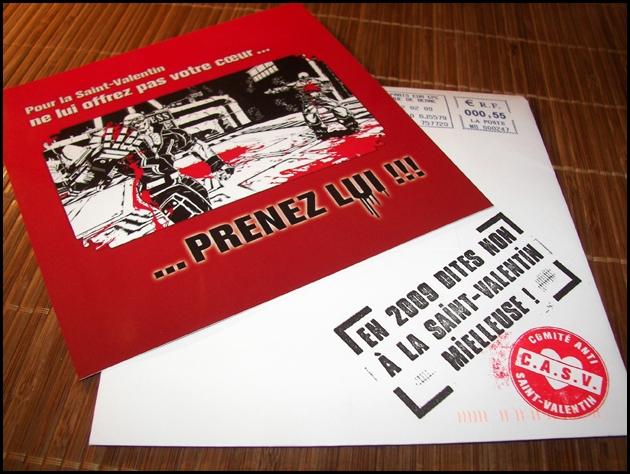 Pour la Saint-Valentin
ne lui offrez pas votre cœur ...
... PRENEZ LUI !!!
€ R.F.
000,55
LA POSTE
EN 2009 DITES NON
À LA SAINT-VALENTIN
MIELLEUSE !
COMITÉ ANTI
C.A.S.V.
SAINT-VALENTIN